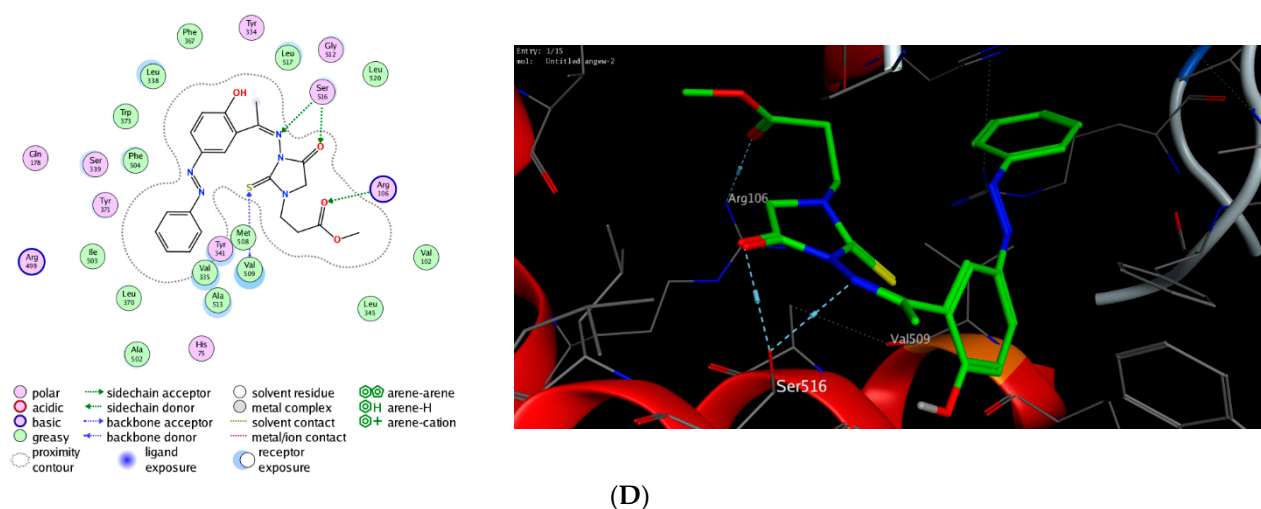 Tyr
334
Phe
367
Gly
512
Leu
517
Leu
338
Leu
520
OH
Ser
516
Trp
373
N
O
N
Gln
178
Ser
339
Phe
504
N
N
S
N
O
Arg
106
Tyr
371
O
Met
508
Tyr
341
Arg
499
Ile
503
Val
335
Val
509
Val
102
Leu
370
Ala
513
Leu
345
Ala
502
His
75
polar
acidic
basic
greasy
proximity
contour
sidechain acceptor
sidechain donor
backbone acceptor
backbone donor
ligand
exposure
solvent residue
metal complex
solvent contact
metal/ion contact
receptor
exposure
arene-arene
H arene-H
+ arene-cation
Entry: 1/15
mol: Untitled angew-2
Arg106
Val509
Ser516
(D)